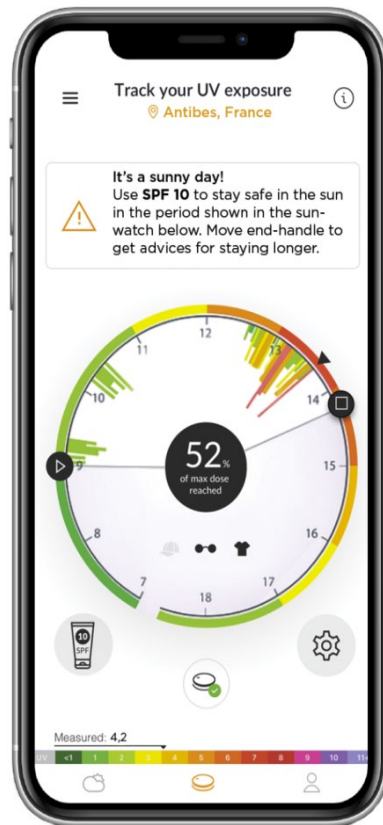 Track your UV exposure
Antibes, France
It's a sunny day!
Use SPF 10 to stay safe in the sun
in the period shown in the sun-
watch below. Move end-handle to
get advices for staying longer.
12
11
13
10
14
52%
of max dose
reached
9
15
8
16
7
17
18
10
SPF
Measured: 4,2
UV <1 1 2 3 4 5 6 7 8 9 10 11+